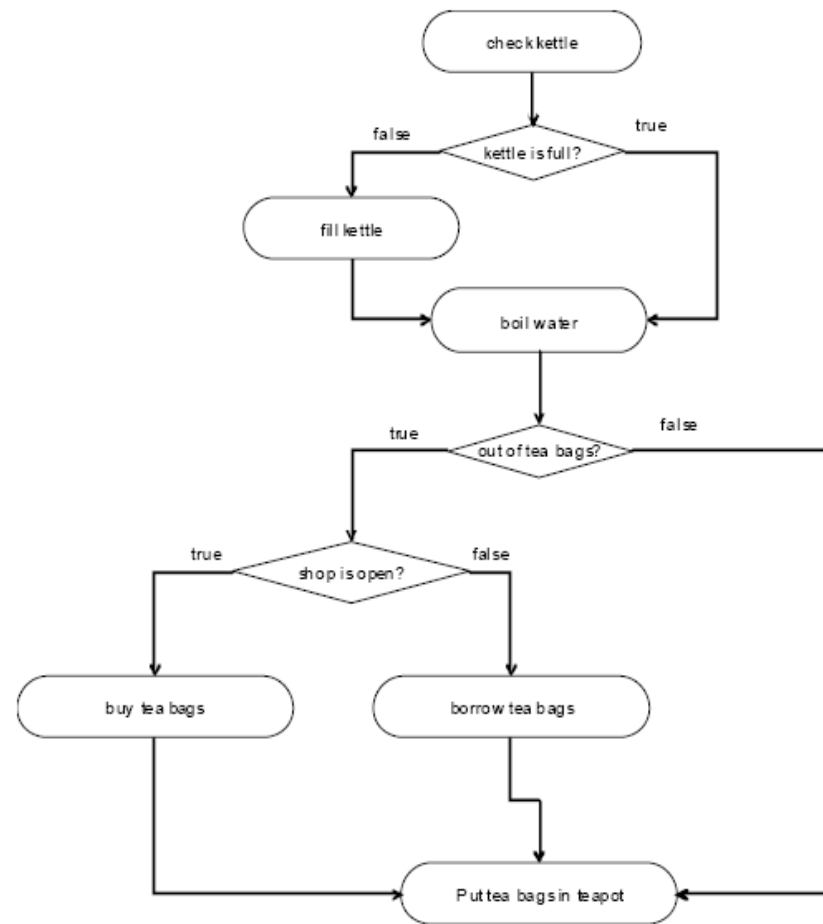 check kettle
false
true
kettle is full?
fill kettle
boil water
true
false
out of tea bags?
true
false
shop is open?
buy tea bags
borrow tea bags
Put tea bags in teapot